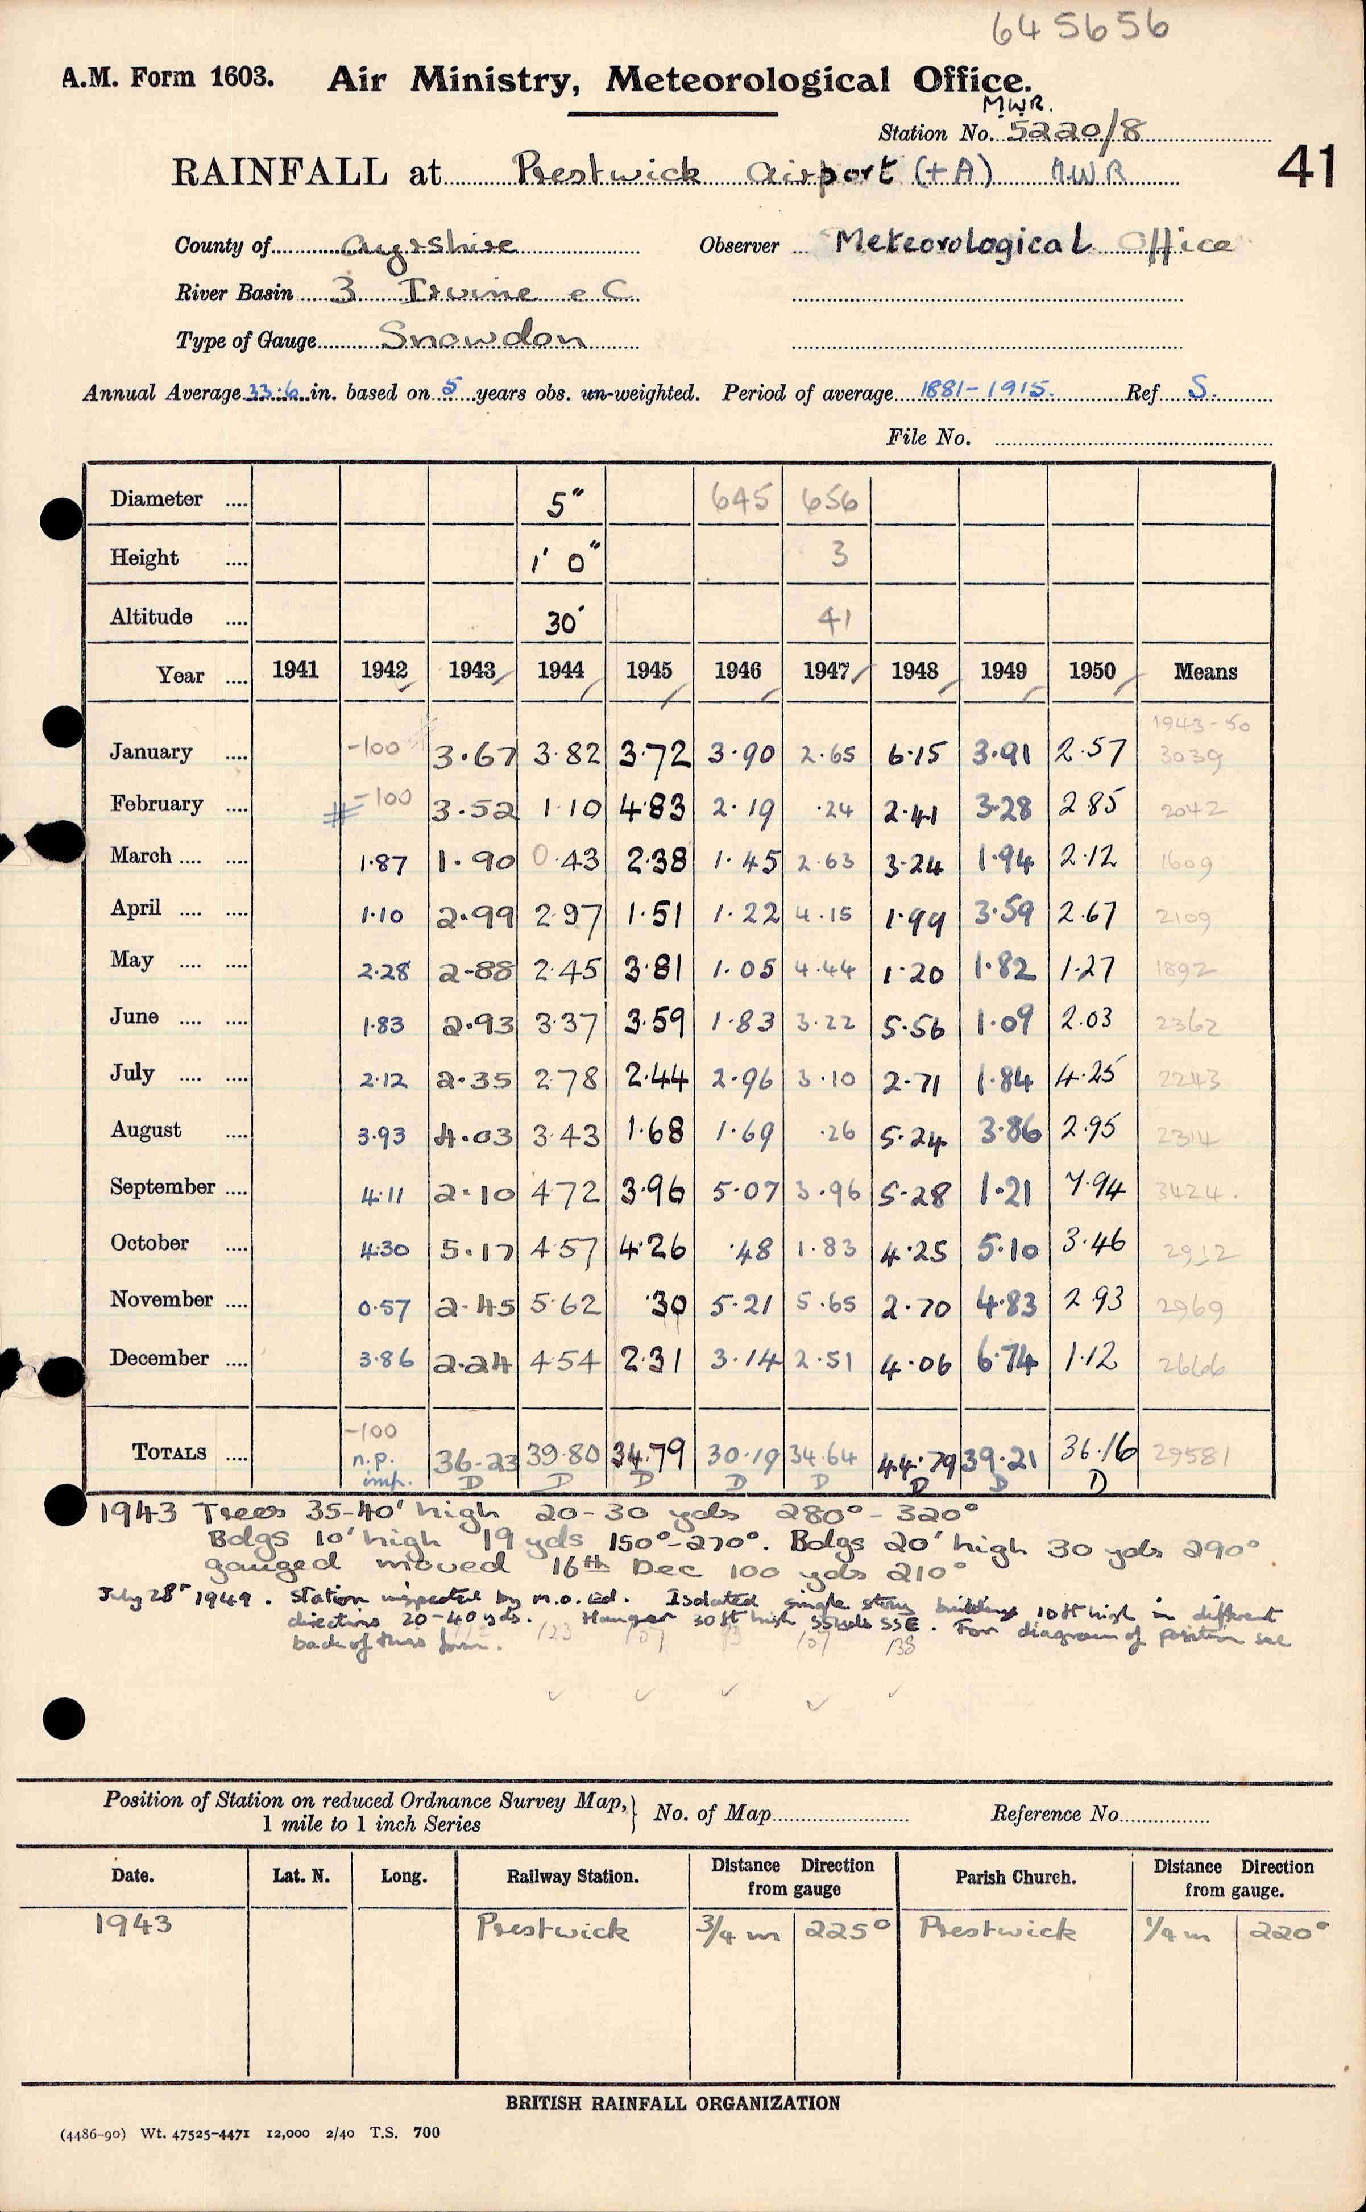 645656
A.M. Form 1603. Air Ministry, Meteorological Office.
MWR.
Station No. 5220/8
RAINFALL at Prestwick Airport (+A) MWR 41
County of Ayrshire Observer Meteorological Office
River Basin 3 Irvine e C
Type of Gauge Snowdon
Annual Average 33.6 in. based on 5 years obs. un-weighted. Period of average 1881-1915. Ref S.
File No.
Diameter .... 5" 645 656
Height .... 1' 0" 3
Altitude .... 30' 41
Year .... 1941 1942 1943 1944 1945 1946 1947 1948 1949 1950 Means
1943-50
January .... -100 3.67 3.82 3.72 3.90 2.65 6.15 3.91 2.57 3039
February .... # -100 3.52 1.10 4.83 2.19 .24 2.41 3.28 2.85 2042
March .... .... 1.87 1.90 0.43 2.38 1.45 2.63 3.24 1.94 2.12 1609
April .... .... 1.10 2.99 2.97 1.51 1.22 4.15 1.99 3.59 2.67 2109
May .... .... 2.28 2-88 2.45 3.81 1.05 4.44 1.20 1.82 1.27 1892
June .... .... 1.83 2.93 3.37 3.59 1.83 3.22 5.56 1.09 2.03 2362
July .... .... 2.12 2.35 2.78 2.44 2.96 3.10 2.71 1.84 4.25 2243
August .... 3.93 4.03 3.43 1.68 1.69 .26 5.24 3.86 2.95 2314
September .... 4.11 2.10 4.72 3.96 5.07 3.96 5.28 1.21 7.94 3424.
October .... 4.30 5.17 4.57 4.26 .48 1.83 4.25 5.10 3.46 2912
November .... 0.57 2.45 5.62 .30 5.21 5.65 2.70 4.83 2.93 2969
December .... 3.86 2.24 4.54 2.31 3.14 2.51 4.06 6.74 1.12 2666
-100
TOTALS .... n.p. 36-23 39.80 34.79 30.19 34.64 44.79 39.21 36.16 29581
imp. D D D D D D D D
1943 Trees 35-40' high 20-30 yds 280°-320°
Bdgs 10' high 19 yds 150°-270°. Bdgs 20' high 30 yds 290°
gauged moved 16th Dec 100 yds 210°
July 28th 1949. Station inspected by M.O. Ed. Isolated single story buildings 10ft high in different
directions 20-40 yds. Hangar 30 ft high 55 yds SSE. For diagram of position see
back of this form. 123 107 107 138
Position of Station on reduced Ordnance Survey Map, 1 mile to 1 inch Series } No. of Map Reference No.
Date. Lat. N. Long. Railway Station. Distance Direction from gauge Parish Church. Distance Direction from gauge.
1943 Prestwick 3/4 m 225° Prestwick 1/4 m 220°
BRITISH RAINFALL ORGANIZATION
(4486-90) Wt. 47525-4471 12,000 2/40 T.S. 700